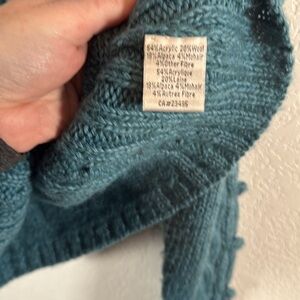 54% Acrylic 20% Wool
18% Alpaca 4% Mohair
4% Other Fibre
54% Acrylique
20% Laine
18% Alpaca 4% Mohair
4% Autres Fibre
CA#23495